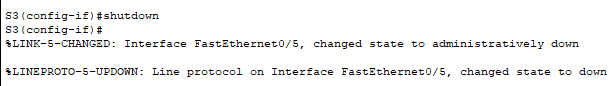 S3(config-if)#shutdown
S3(config-if)#
%LINK-5-CHANGED: Interface FastEthernet0/5, changed state to administratively down
%LINEPROTO-5-UPDOWN: Line protocol on Interface FastEthernet0/5, changed state to down